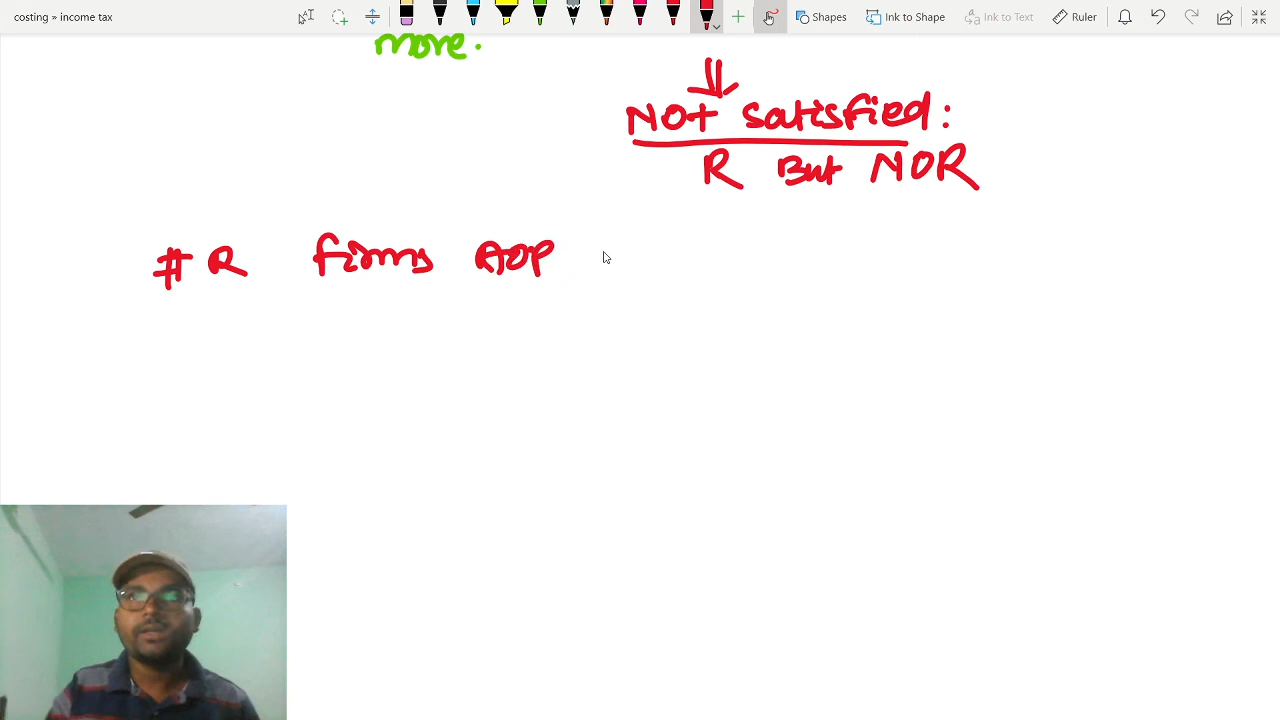 costing » income tax
Shapes Ink to Shape Ink to Text Ruler
more.
NOT satisfied:
R But NOR
# R firms AOP